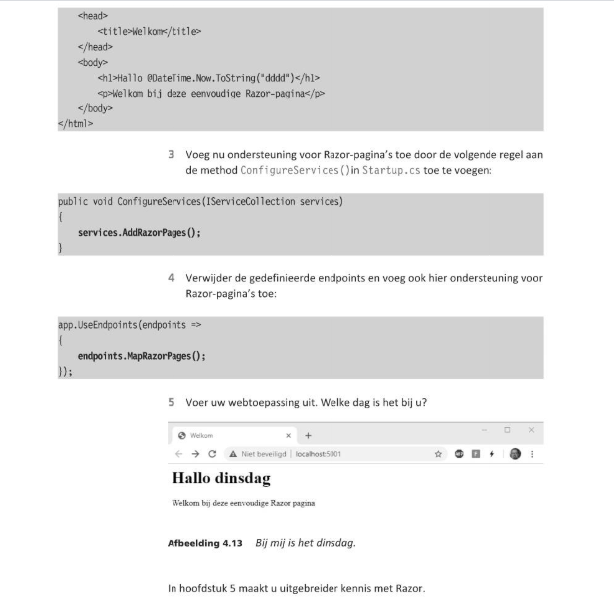 <head>
<title>Welkom</title>
</head>
<body>
<h1>Hallo @DateTime.Now.ToString("dddd")</h1>
<p>Welkom bij deze eenvoudige Razor-pagina</p>
</body>
</html>
3 Voeg nu ondersteuning voor Razor-pagina's toe door de volgende regel aan
de method ConfigureServices()in Startup.cs toe te voegen:
public void ConfigureServices(IServiceCollection services)
{
services.AddRazorPages();
}
4 Verwijder de gedefinieerde endpoints en voeg ook hier ondersteuning voor
Razor-pagina's toe:
app.UseEndpoints(endpoints =>
{
endpoints.MapRazorPages();
});
5 Voer uw webtoepassing uit. Welke dag is het bij u?
Welkom
Niet beveiligd | localhost:5001
Hallo dinsdag
Welkom bij deze eenvoudige Razor pagina
Afbeelding 4.13 Bij mij is het dinsdag.
In hoofdstuk 5 maakt u uitgebreider kennis met Razor.